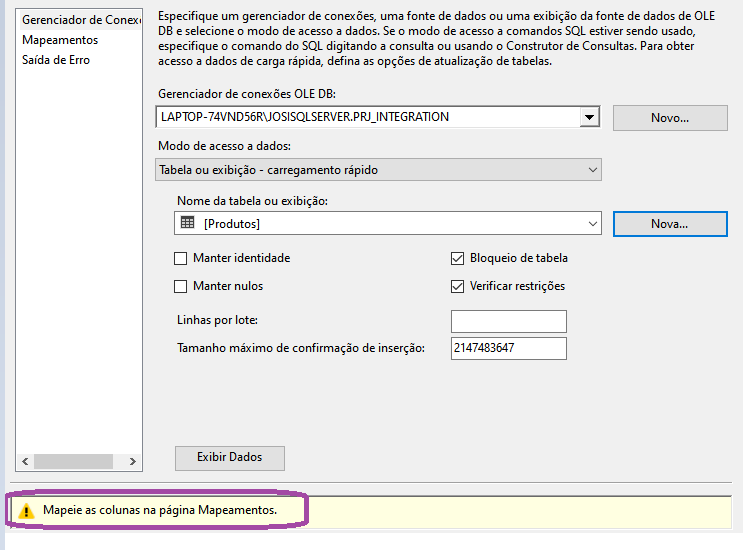 Gerenciador de Conex
Mapeamentos
Saída de Erro
Especifique um gerenciador de conexões, uma fonte de dados ou uma exibição da fonte de dados de OLE
DB e selecione o modo de acesso a dados. Se o modo de acesso a comandos SQL estiver sendo usado,
especifique o comando do SQL digitando a consulta ou usando o Construtor de Consultas. Para obter
acesso a dados de carga rápida, defina as opções de atualização de tabelas.
Gerenciador de conexões OLE DB:
LAPTOP-74VND56R\JOSISQLSERVER.PRJ_INTEGRATION
Novo...
Modo de acesso a dados:
Tabela ou exibição - carregamento rápido
Nome da tabela ou exibição:
[Produtos]
Nova...
Manter identidade
Bloqueio de tabela
Manter nulos
Verificar restrições
Linhas por lote:
Tamanho máximo de confirmação de inserção:
2147483647
Exibir Dados
Mapeie as colunas na página Mapeamentos.